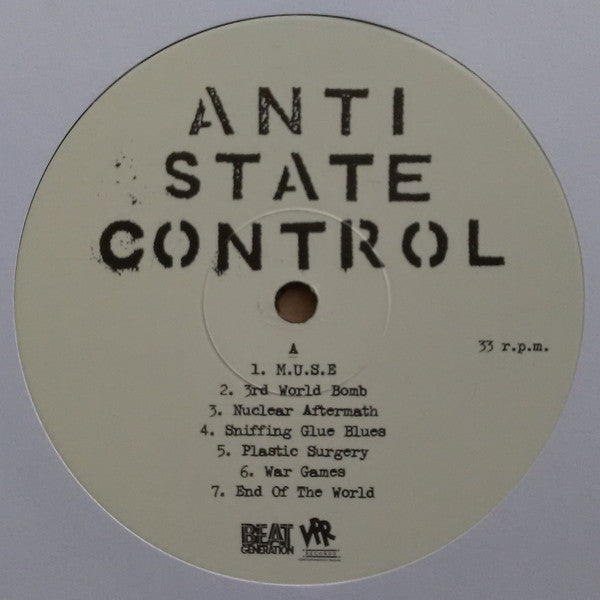 ANTI
STATE
CONTROL
A
33 r.p.m.
1. M.U.S.E
2. 3rd World Bomb
3. Nuclear Aftermath
4. Sniffing Glue Blues
5. Plastic Surgery
6. War Games
7. End Of The World
BEAT
GENERATION
VPR
RECORDS